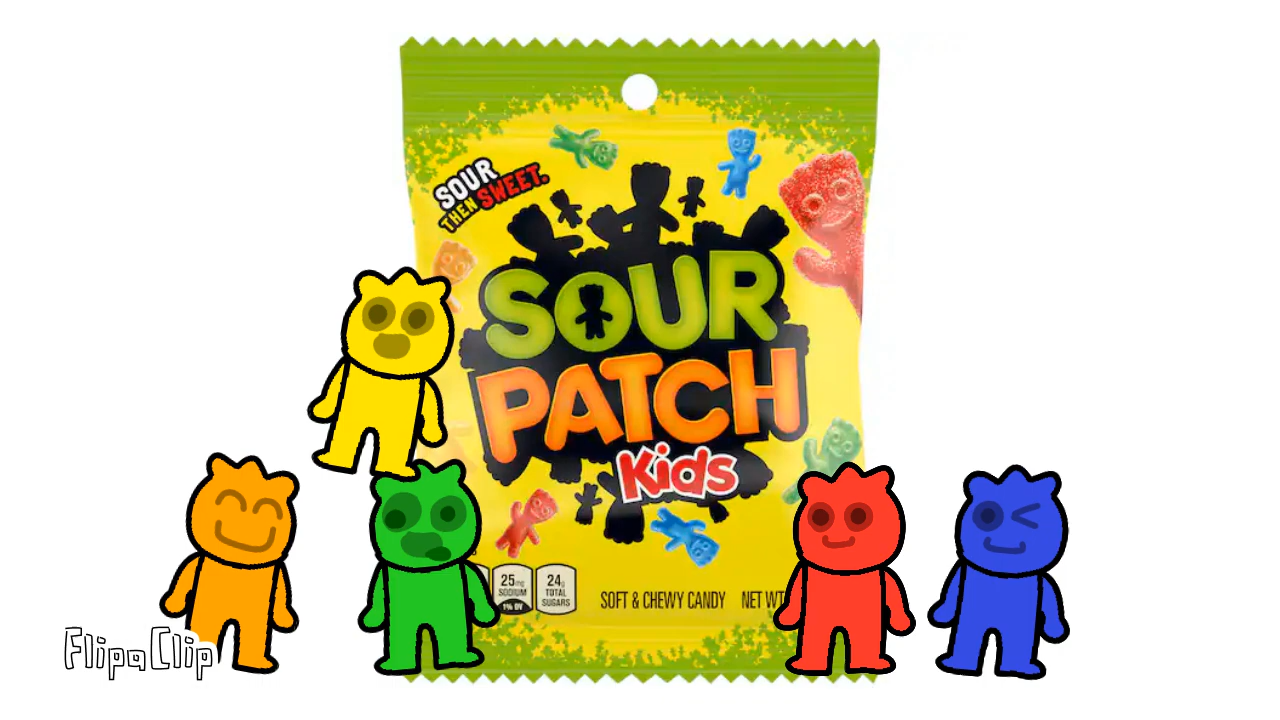 SOUR
THEN SWEET.
SOUR
PATCH
Kids
25mg
SODIUM
1% DV
24g
TOTAL
SUGARS
SOFT & CHEWY CANDY NET WT
FlipaClip